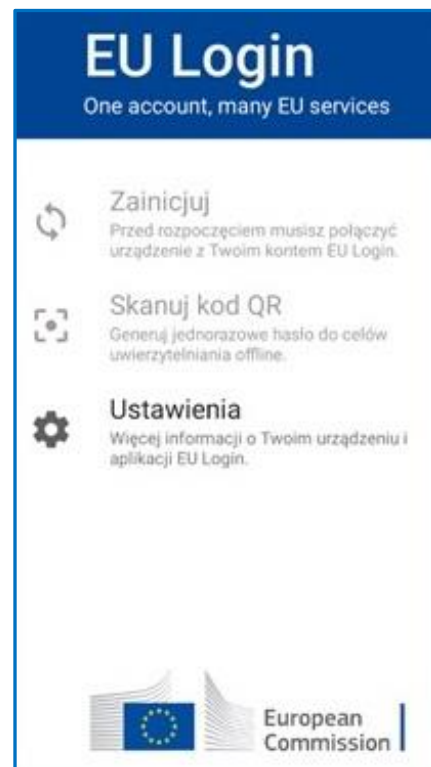 EU Login
One account, many EU services
Zainicjuj
Przed rozpoczęciem musisz połączyć
urządzenie z Twoim kontem EU Login.
Skanuj kod QR
Generuj jednorazowe hasło do celów
uwierzytelniania offline.
Ustawienia
Więcej informacji o Twoim urządzeniu i
aplikacji EU Login.
European
Commission